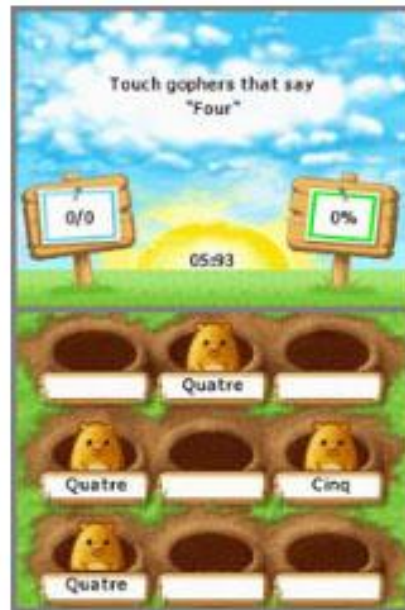 Touch gophers that say
"Four"
0/0
0%
05:93
Quatre
Quatre
Cinq
Quatre